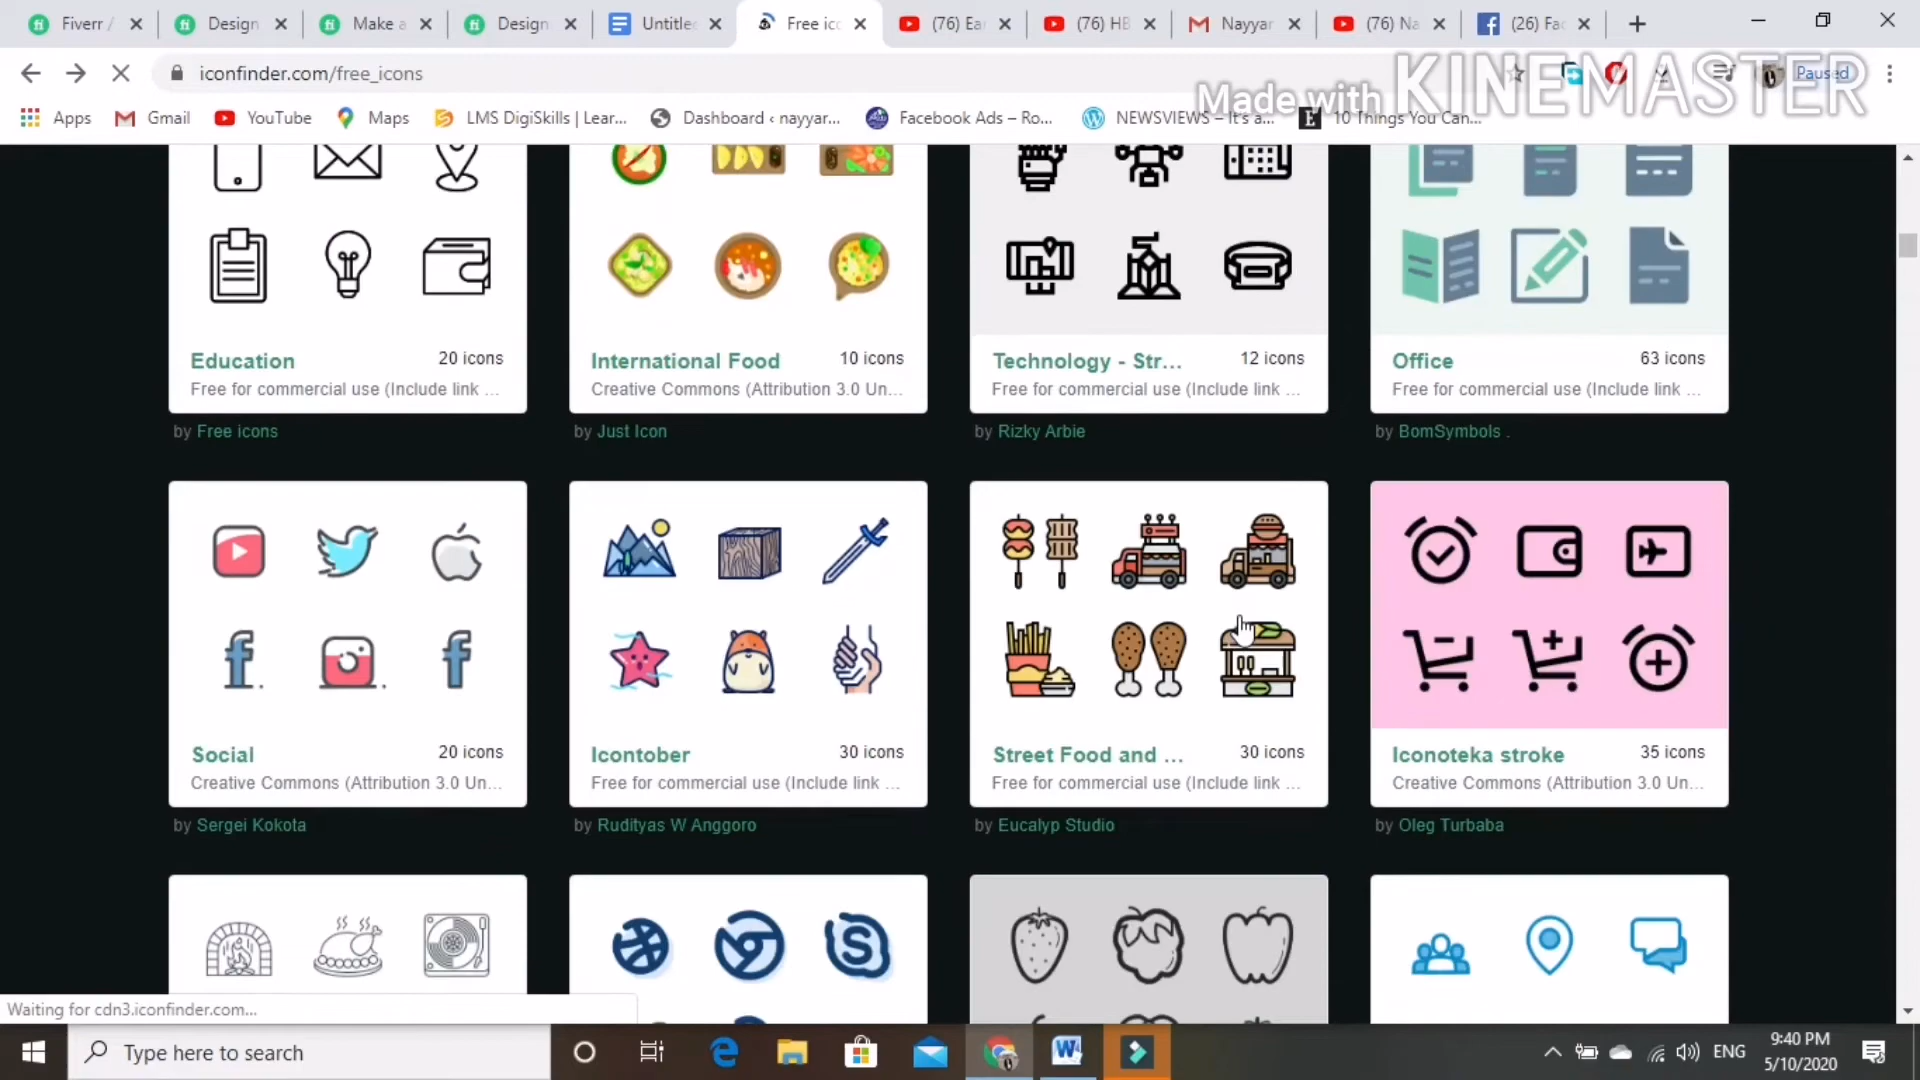 Fiverr /
Design
Make a
Design
Untitle
Free ico
(76) Ea
(76) HB
Nayyar
(76) Na
(26) Fac
iconfinder.com/free_icons
Paused
Made with KINEMASTER
Apps
Gmail
YouTube
Maps
LMS DigiSkills | Lear...
Dashboard ‹ nayyar...
Facebook Ads – Ro...
NEWSVIEWS – It's a...
10 Things You Can...
Education 20 icons
Free for commercial use (Include link ...
by Free icons
International Food 10 icons
Creative Commons (Attribution 3.0 Un...
by Just Icon
Technology - Str... 12 icons
Free for commercial use (Include link ...
by Rizky Arbie
Office 63 icons
Free for commercial use (Include link ...
by BomSymbols .
Social 20 icons
Creative Commons (Attribution 3.0 Un...
by Sergei Kokota
Icontober 30 icons
Free for commercial use (Include link ...
by Rudityas W Anggoro
Street Food and ... 30 icons
Free for commercial use (Include link ...
by Eucalyp Studio
Iconoteka stroke 35 icons
Creative Commons (Attribution 3.0 Un...
by Oleg Turbaba
Waiting for cdn3.iconfinder.com...
Type here to search
ENG
9:40 PM
5/10/2020